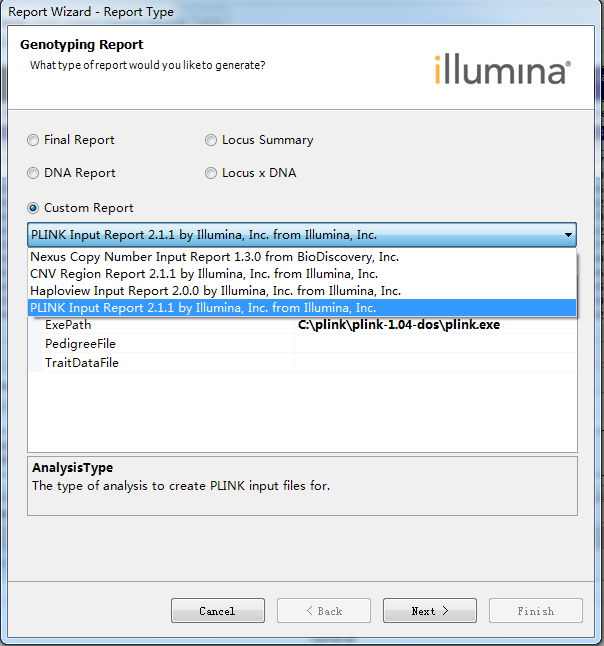 Report Wizard - Report Type
Genotyping Report
What type of report would you like to generate?
illumina®
Final Report
Locus Summary
DNA Report
Locus x DNA
Custom Report
PLINK Input Report 2.1.1 by Illumina, Inc. from Illumina, Inc.
Nexus Copy Number Input Report 1.3.0 from BioDiscovery, Inc.
CNV Region Report 2.1.1 by Illumina, Inc. from Illumina, Inc.
Haploview Input Report 2.0.0 by Illumina, Inc. from Illumina, Inc.
PLINK Input Report 2.1.1 by Illumina, Inc. from Illumina, Inc.
ExePath C:\plink\plink-1.04-dos\plink.exe
PedigreeFile
TraitDataFile
AnalysisType
The type of analysis to create PLINK input files for.
Cancel
< Back
Next >
Finish